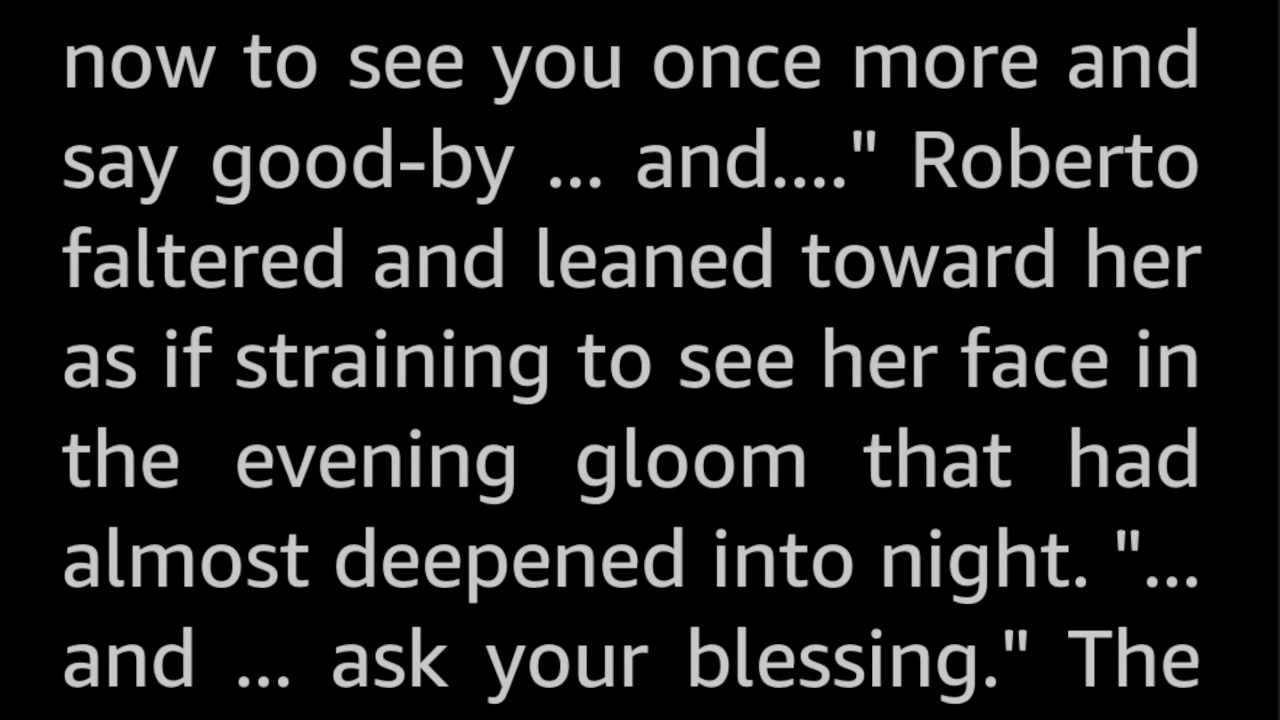 now to see you once more and
say good-by ... and...." Roberto
faltered and leaned toward her
as if straining to see her face in
the evening gloom that had
almost deepened into night. "...
and ... ask your blessing." The